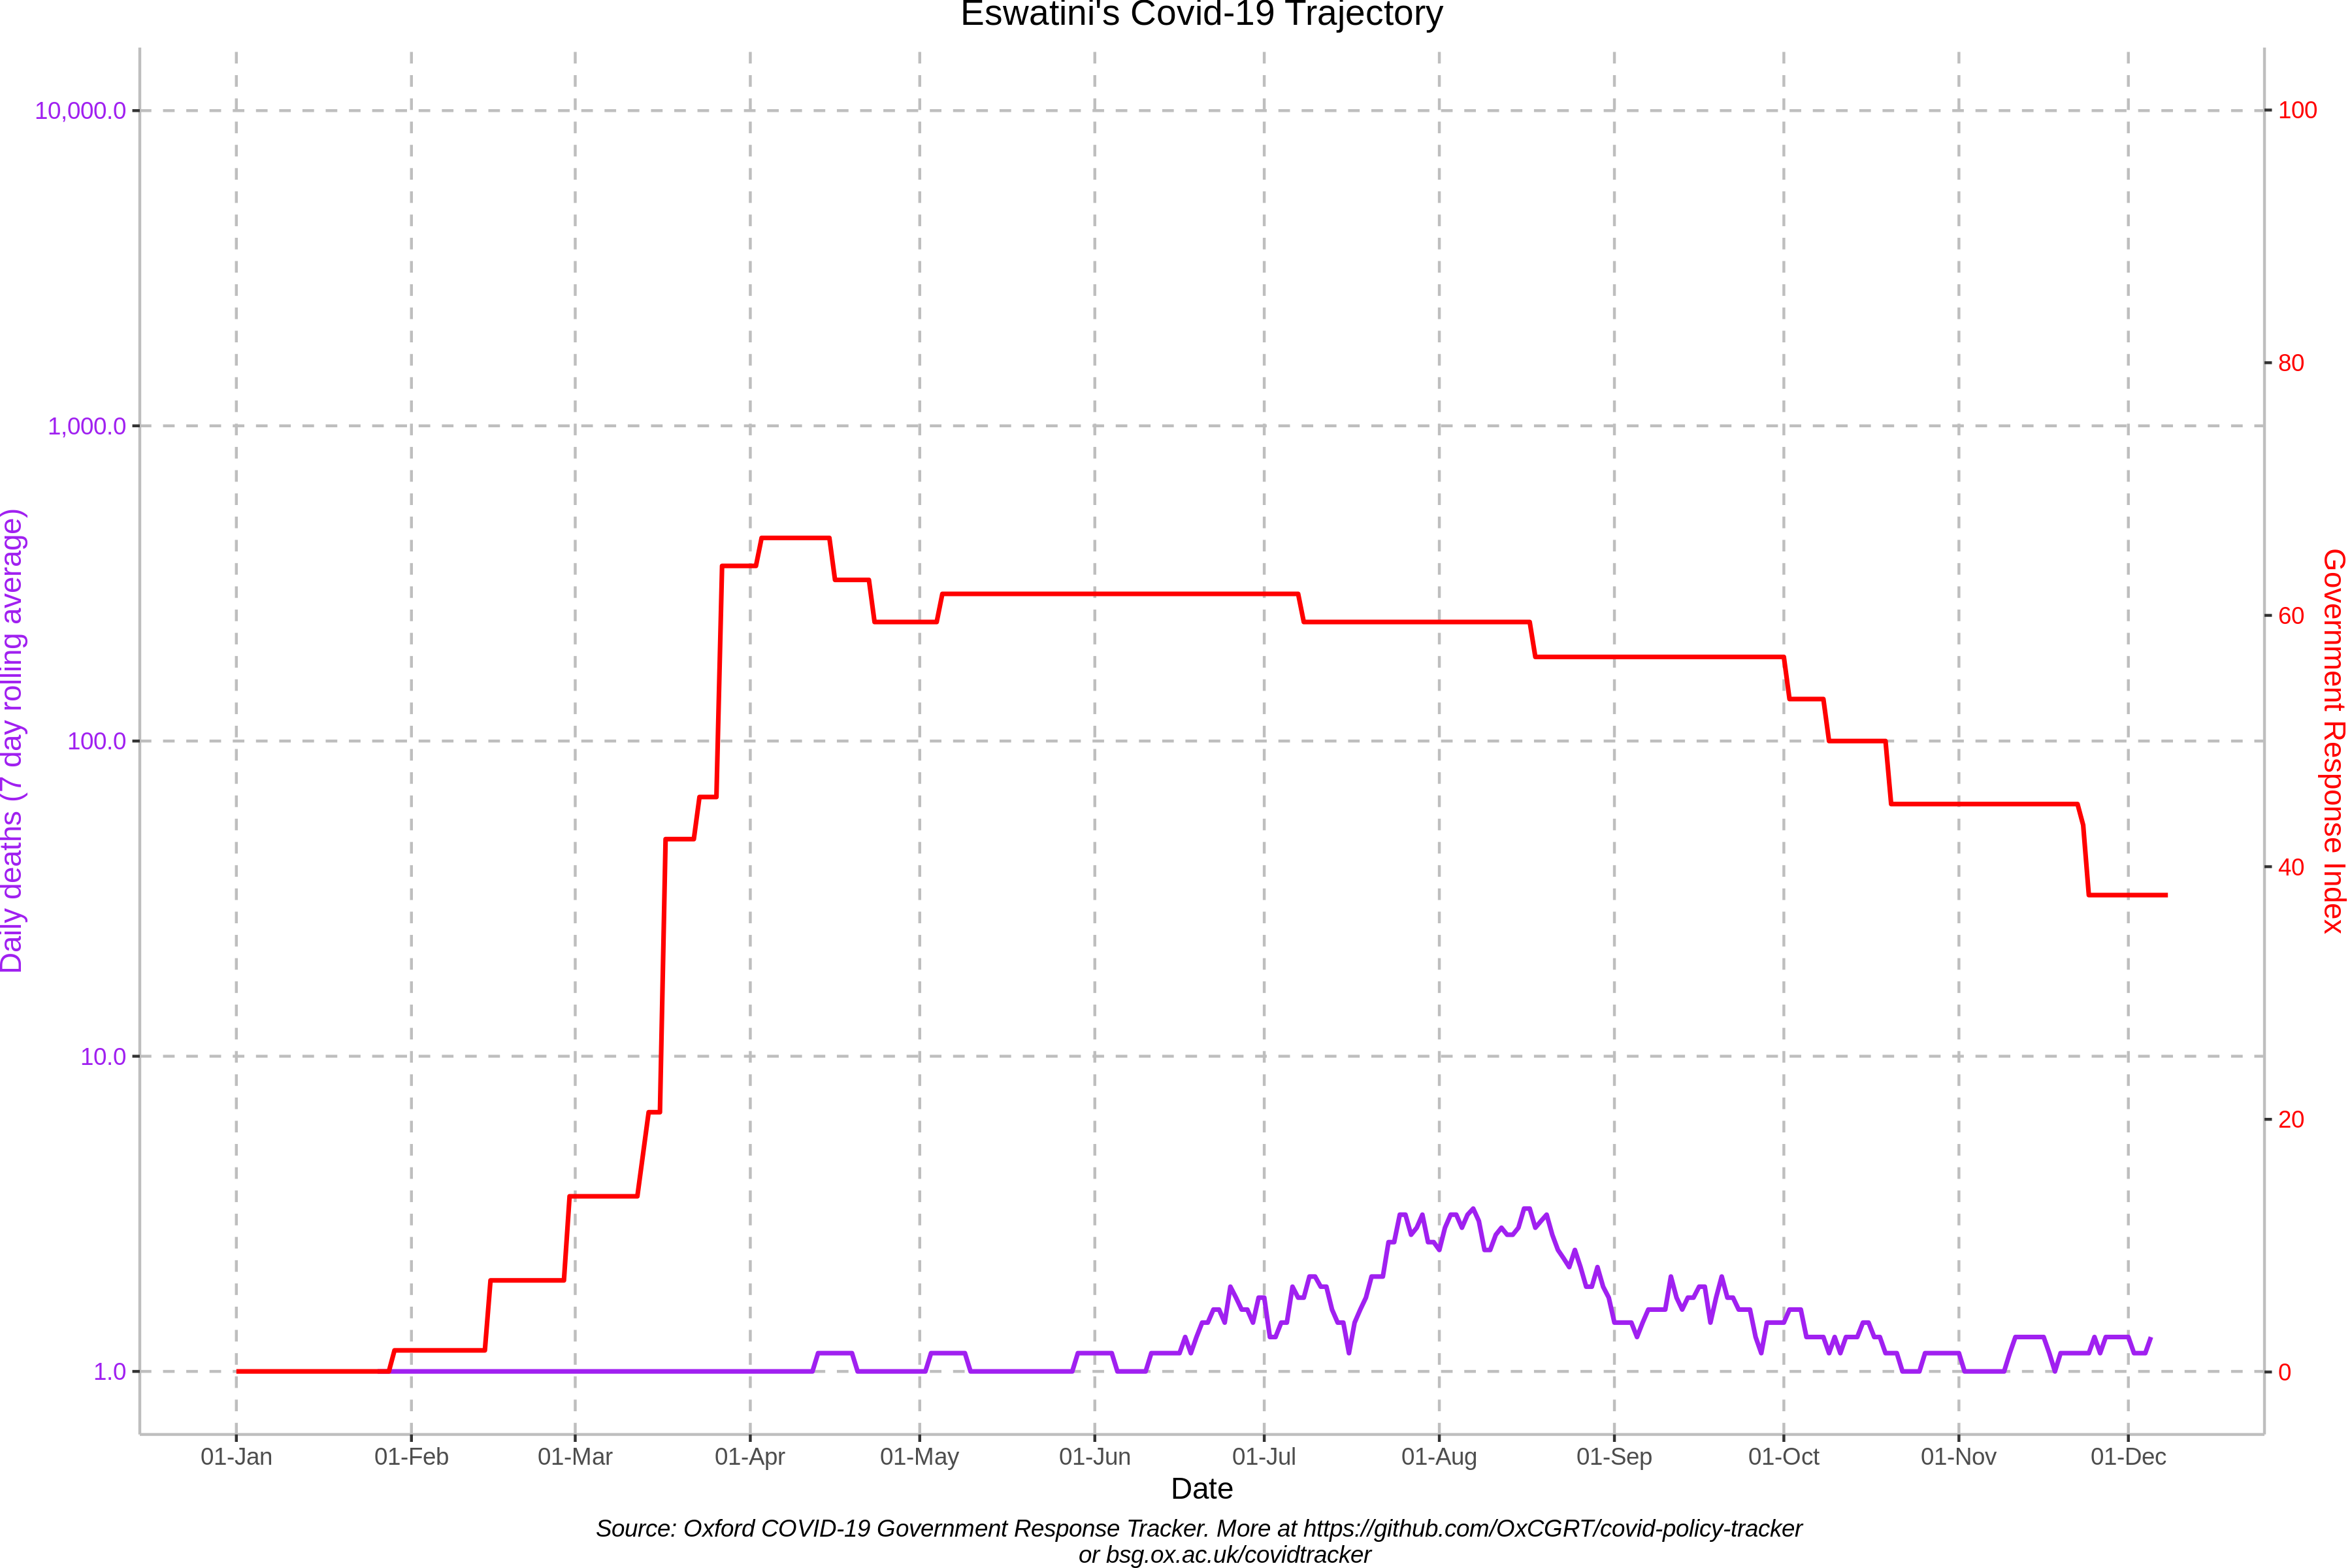 Eswatini's Covid-19 Trajectory
10,000.0
1,000.0
100.0
10.0
1.0
Daily deaths (7 day rolling average)
100
80
60
40
20
0
Government Response Index
01-Jan 01-Feb 01-Mar 01-Apr 01-May 01-Jun 01-Jul 01-Aug 01-Sep 01-Oct 01-Nov 01-Dec
Date
Source: Oxford COVID-19 Government Response Tracker. More at https://github.com/OxCGRT/covid-policy-tracker
or bsg.ox.ac.uk/covidtracker